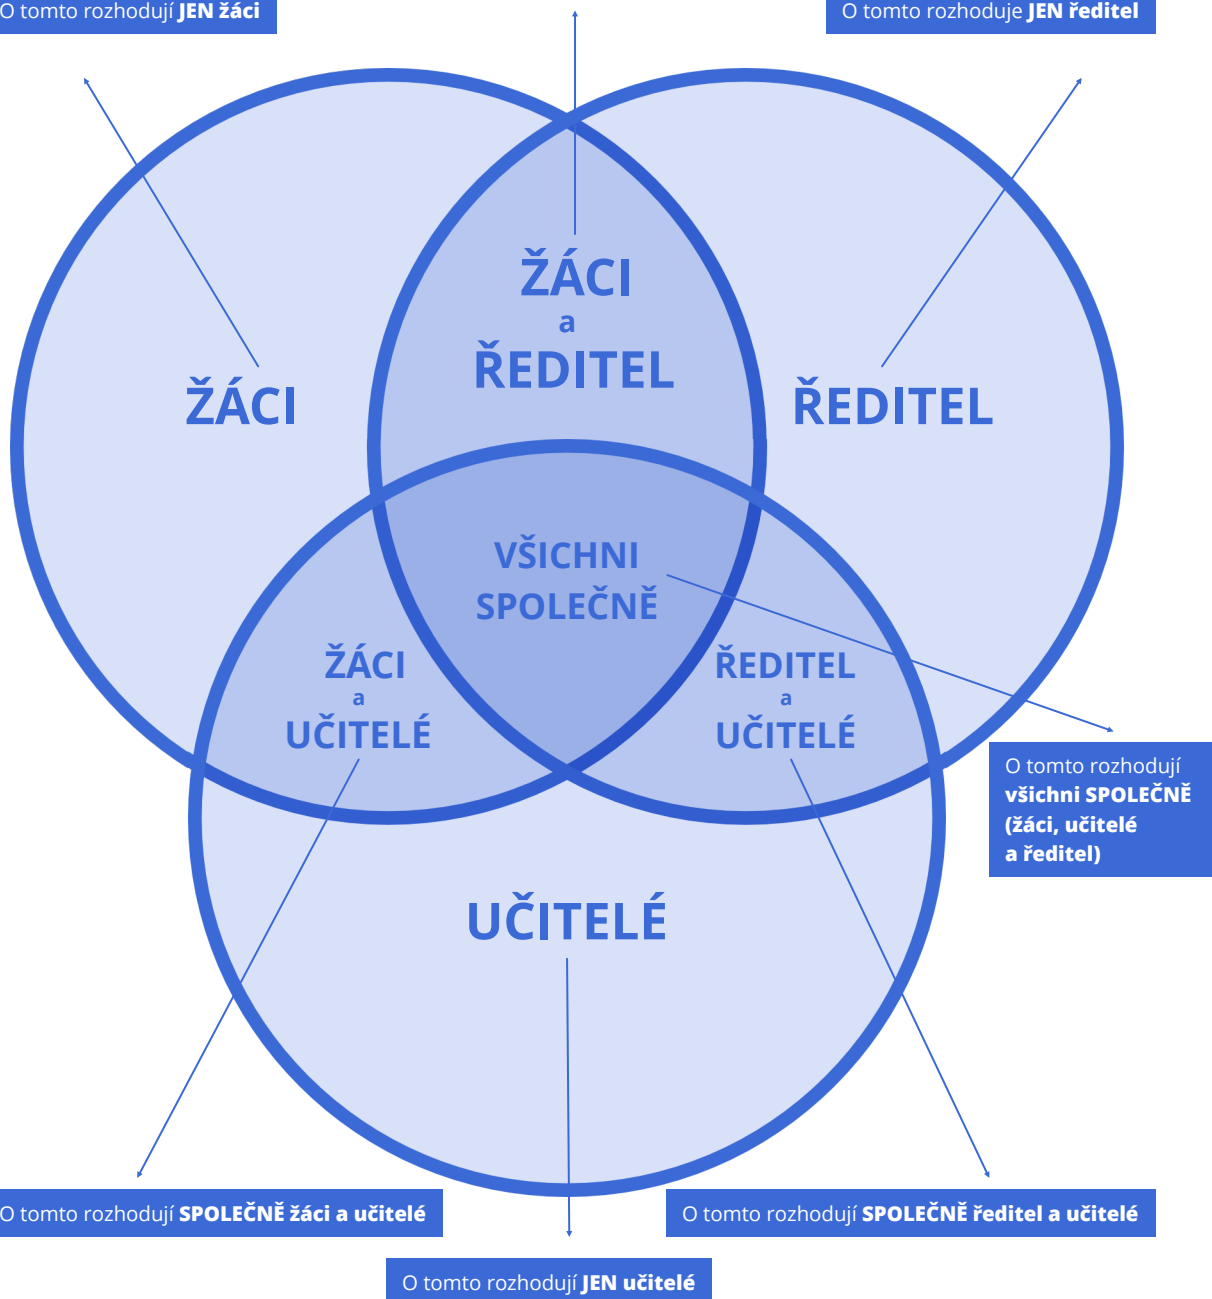 O tomto rozhodují JEN žáci
O tomto rozhoduje JEN ředitel
ŽÁCI
a
ŘEDITEL
ŽÁCI
ŘEDITEL
VŠICHNI
SPOLEČNĚ
ŽÁCI
a
UČITELÉ
ŘEDITEL
a
UČITELÉ
O tomto rozhodují
všichni SPOLEČNĚ
(žáci, učitelé
a ředitel)
UČITELÉ
O tomto rozhodují SPOLEČNĚ žáci a učitelé
O tomto rozhodují SPOLEČNĚ ředitel a učitelé
O tomto rozhodují JEN učitelé